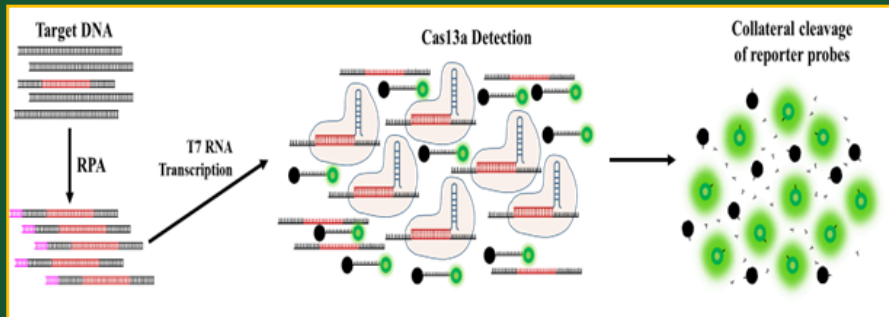 Target DNA
RPA
T7 RNA
Transcription
Cas13a Detection
Collateral cleavage
of reporter probes